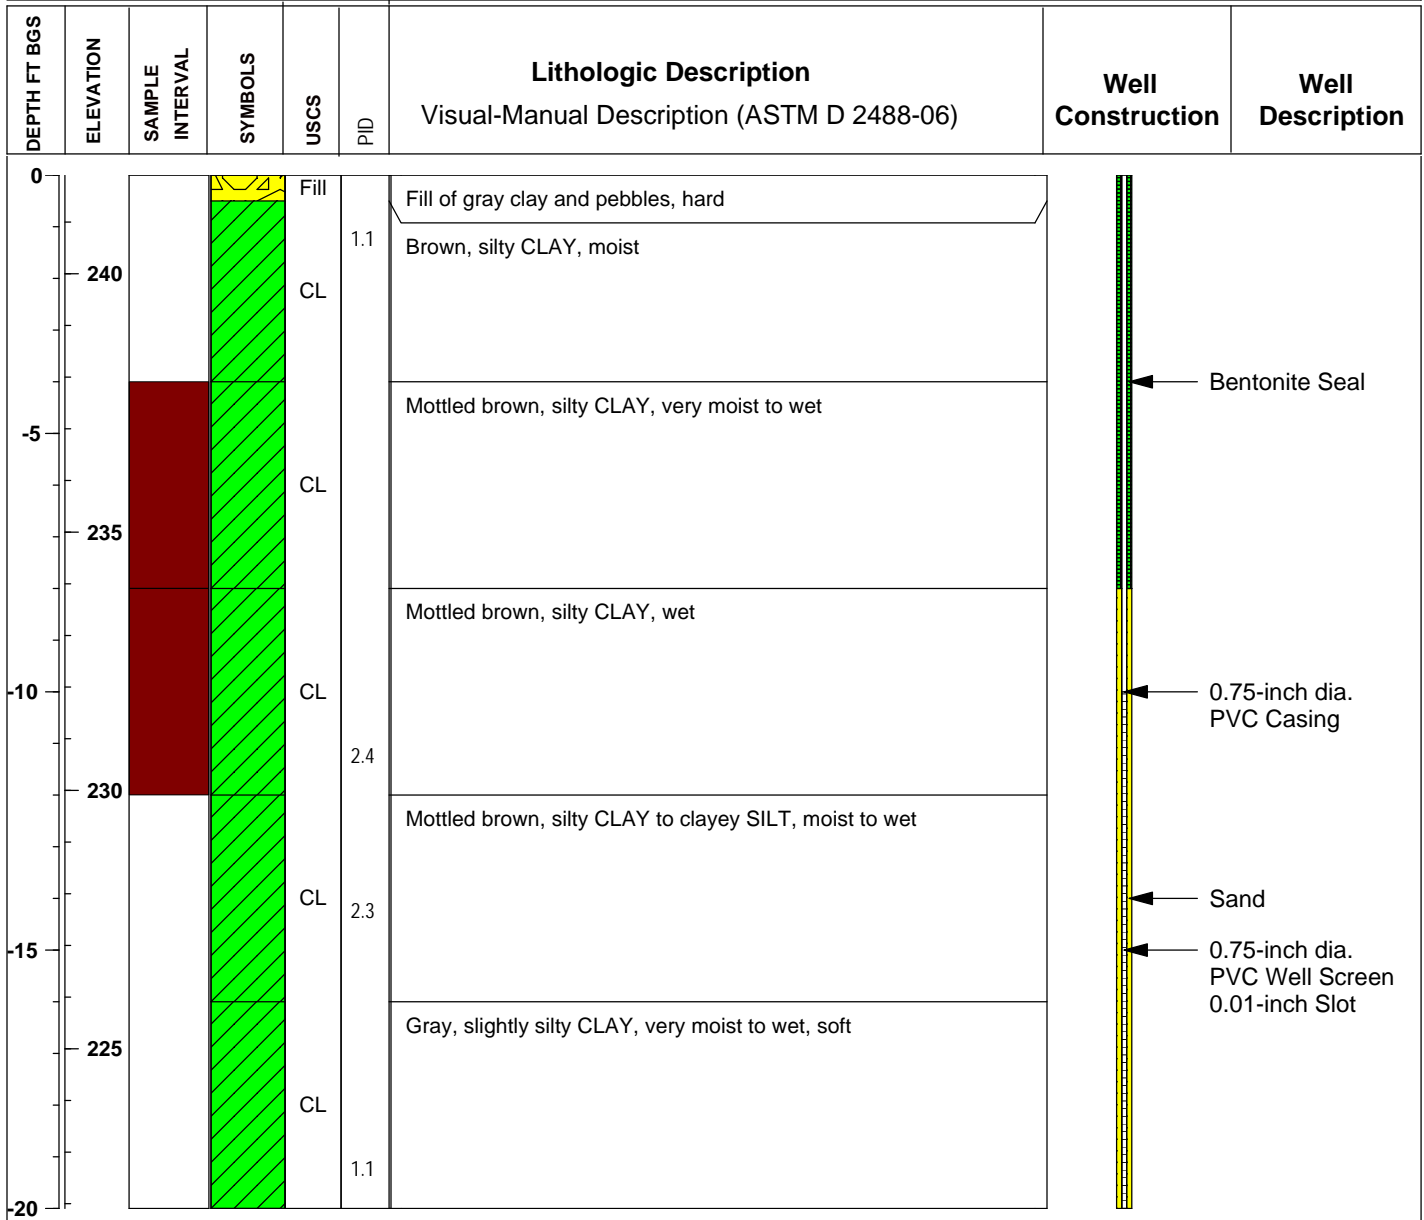 DEPTH FT BGS
ELEVATION
SAMPLE
INTERVAL
SYMBOLS
USCS
PID
Lithologic Description
Visual-Manual Description (ASTM D 2488-06)
Well
Construction
Well
Description
0
Fill
Fill of gray clay and pebbles, hard
1.1
Brown, silty CLAY, moist
240
CL
Bentonite Seal
Mottled brown, silty CLAY, very moist to wet
-5
CL
235
Mottled brown, silty CLAY, wet
-10
CL
0.75-inch dia.
PVC Casing
2.4
230
Mottled brown, silty CLAY to clayey SILT, moist to wet
CL
2.3
Sand
-15
0.75-inch dia.
PVC Well Screen
0.01-inch Slot
Gray, slightly silty CLAY, very moist to wet, soft
225
CL
1.1
-20